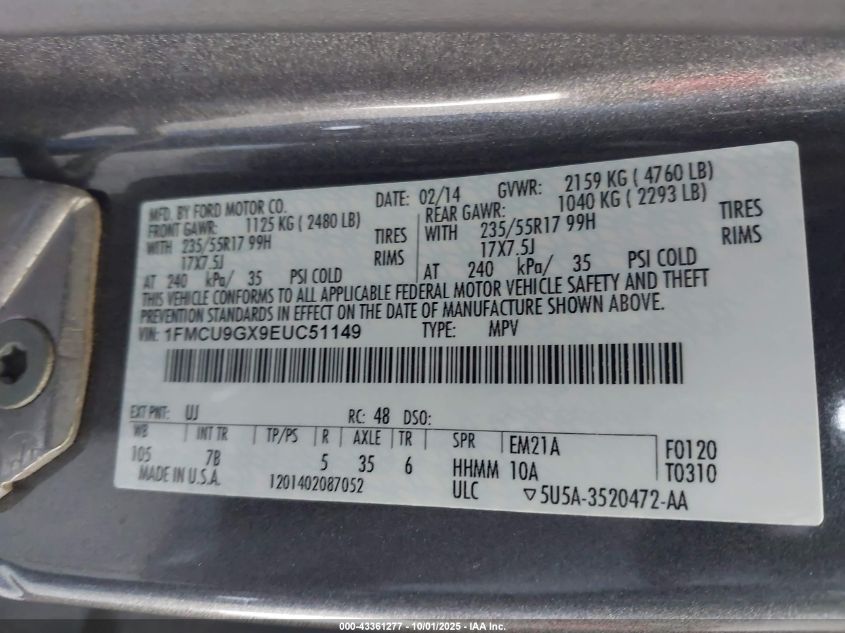 MFD. BY FORD MOTOR CO. DATE: 02/14 GVWR: 2159 KG ( 4760 LB)
FRONT GAWR: 1125 KG ( 2480 LB) REAR GAWR: 1040 KG ( 2293 LB)
WITH 235/55R17 99H TIRES WITH 235/55R17 99H TIRES
17X7.5J RIMS 17X7.5J RIMS
AT 240 kPa/ 35 PSI COLD AT 240 kPa/ 35 PSI COLD
THIS VEHICLE CONFORMS TO ALL APPLICABLE FEDERAL MOTOR VEHICLE SAFETY AND THEFT
PREVENTION STANDARDS IN EFFECT ON THE DATE OF MANUFACTURE SHOWN ABOVE.
VIN: 1FMCU9GX9EUC51149 TYPE: MPV
EXT PNT: UJ RC: 48 DSO:
WB INT TR TP/PS R AXLE TR SPR EM21A F0120
105 7B 5 35 6 HHMM 10A T0310
MADE IN U.S.A. 1201402087052 ULC ▽5U5A-3520472-AA
000-43361277 - 10/01/2025 - IAA Inc.